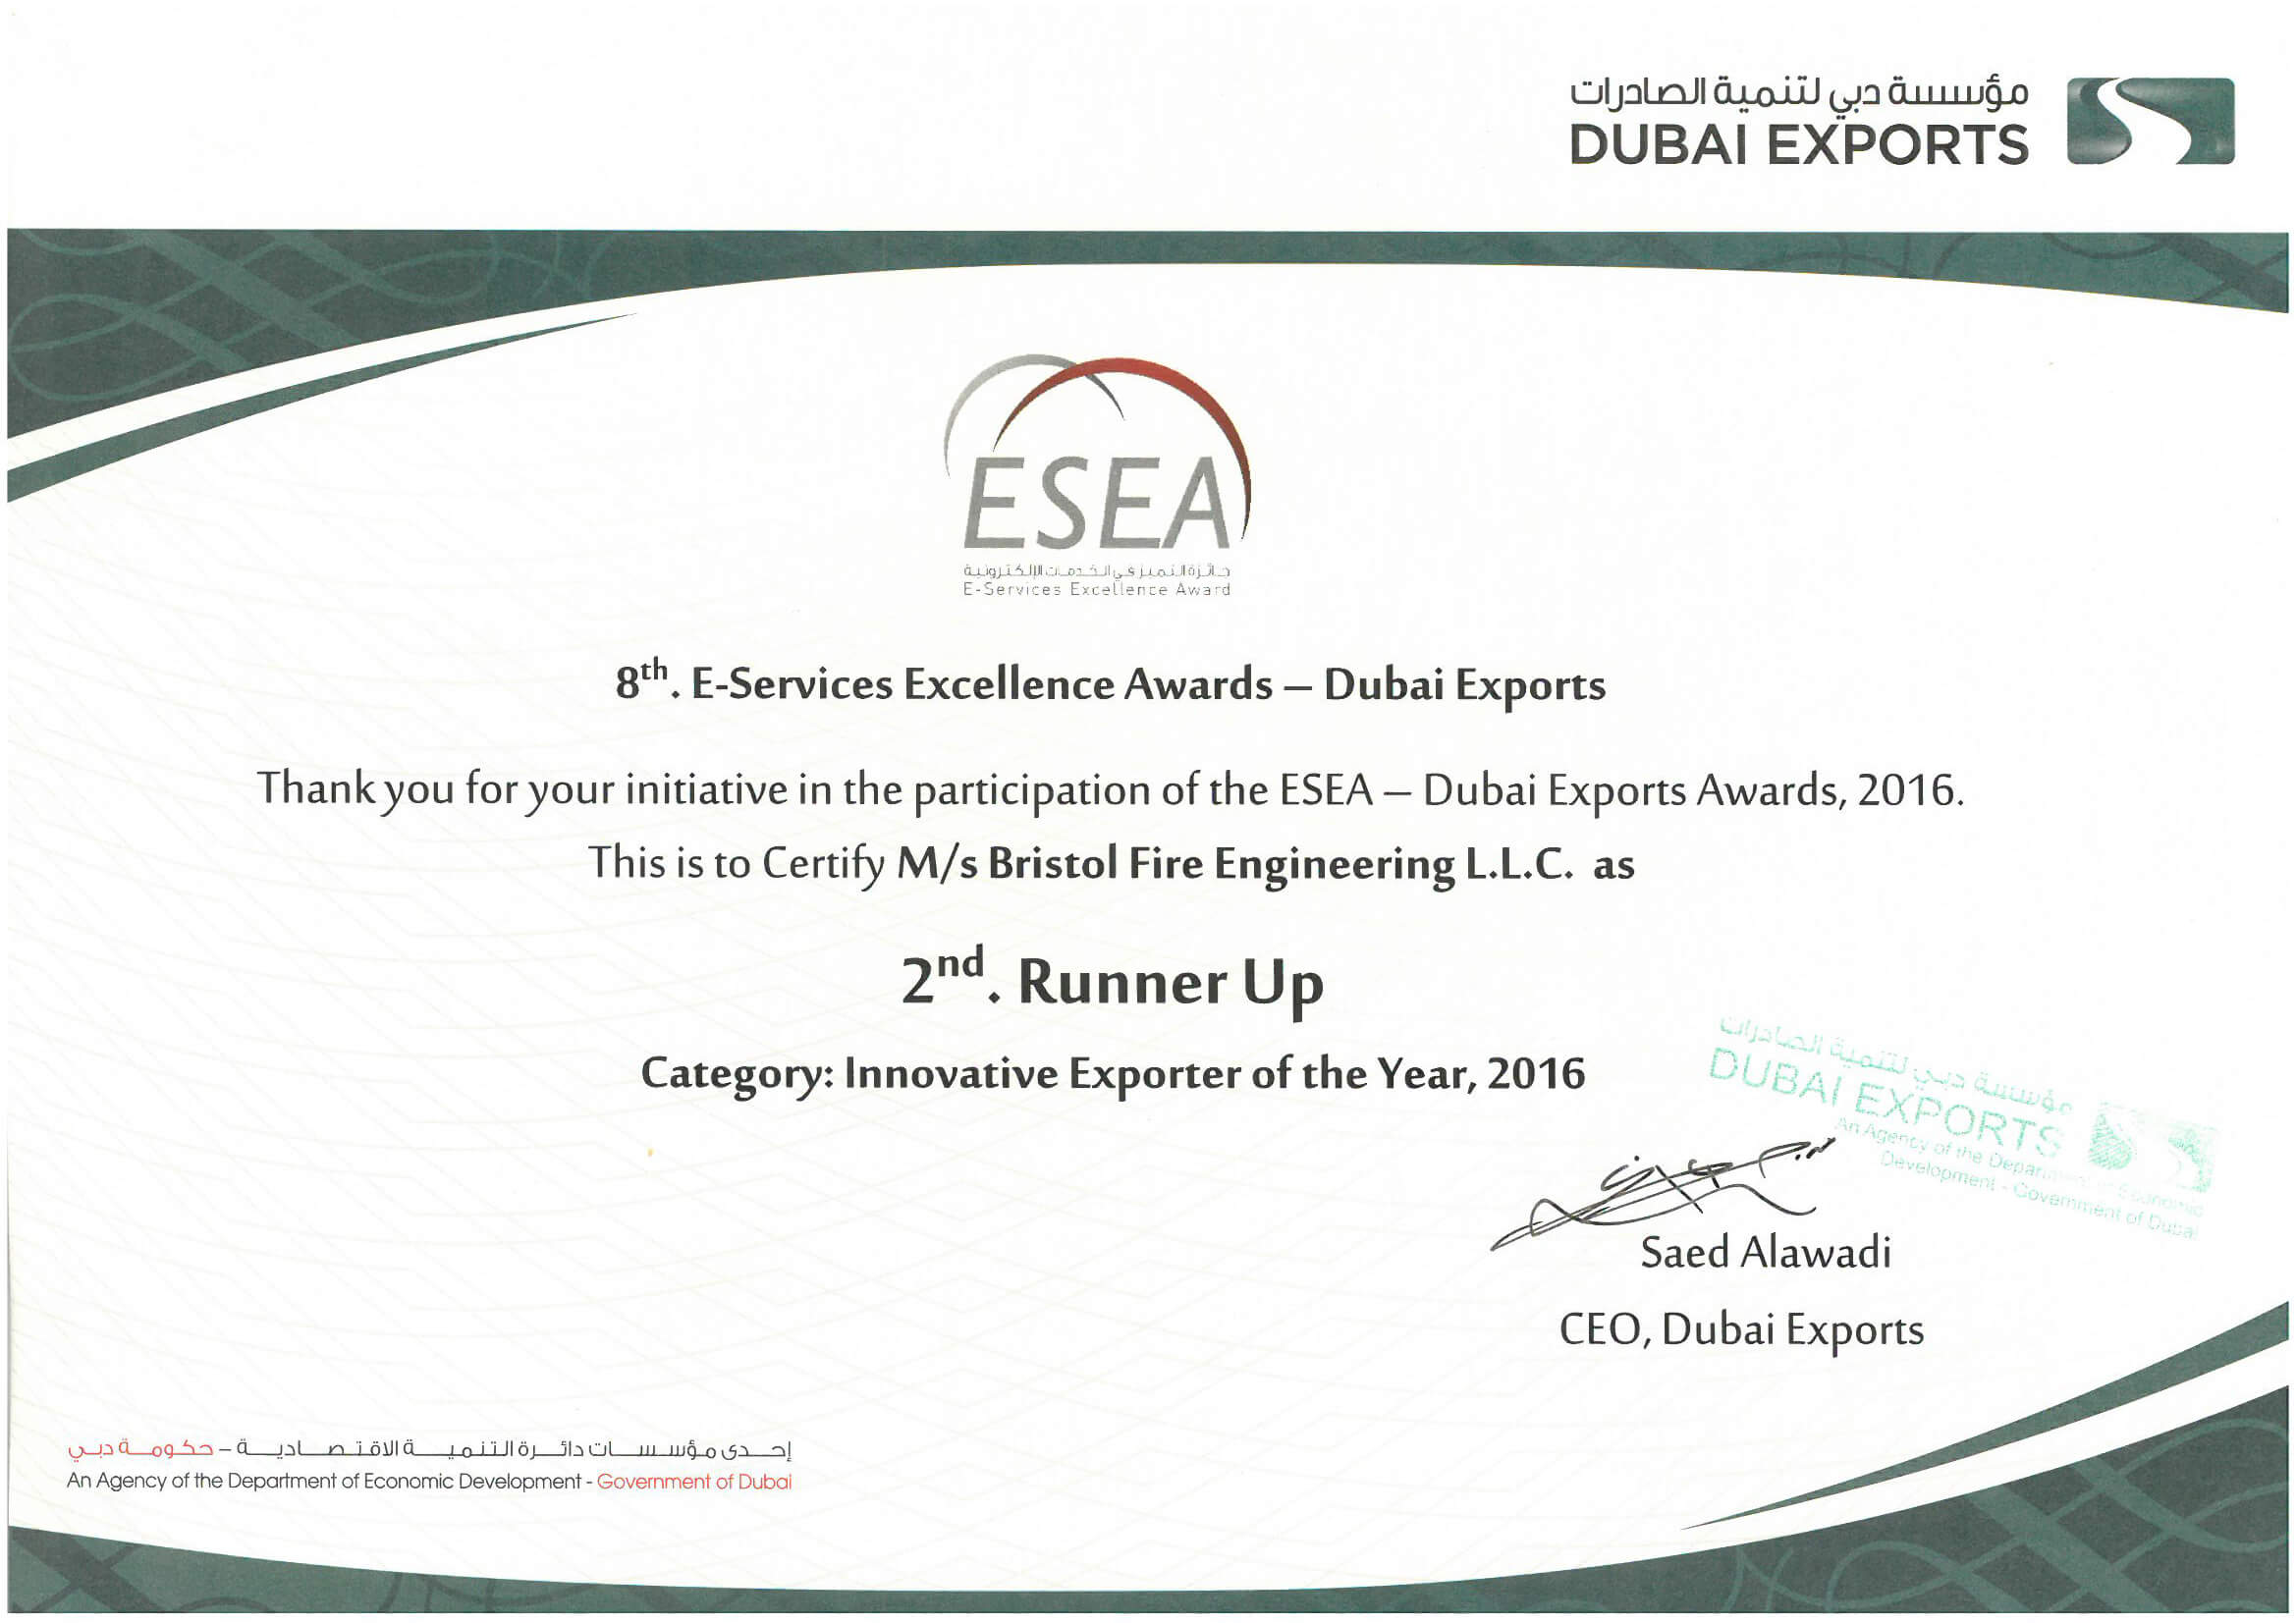 مؤسسة دبي لتنمية الصادرات
DUBAI EXPORTS
ESEA
جائزة التميز في الخدمات الإلكترونية
E-Services Excellence Award
8th. E-Services Excellence Awards – Dubai Exports
Thank you for your initiative in the participation of the ESEA – Dubai Exports Awards, 2016.
This is to Certify M/s Bristol Fire Engineering L.L.C. as
2nd. Runner Up
Category: Innovative Exporter of the Year, 2016
مؤسسة دبي لتنمية الصادرات
DUBAI EXPORTS
An Agency of the Department of Economic
Development - Government of Dubai
Saed Alawadi
CEO, Dubai Exports
إحدى مؤسسات دائرة التنمية الاقتصادية – حكومة دبي
An Agency of the Department of Economic Development - Government of Dubai